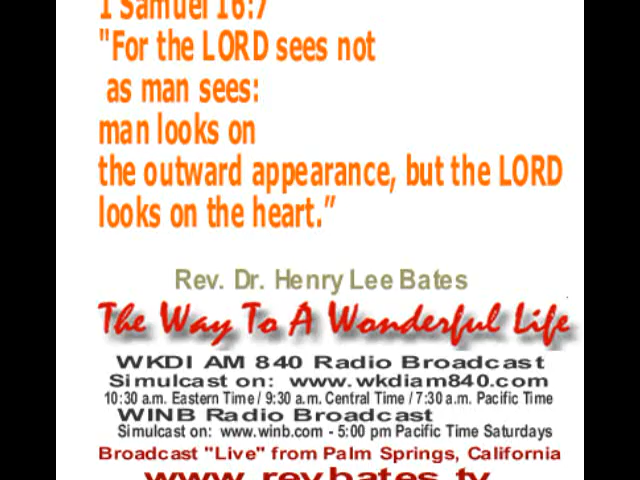 1 Samuel 16:7
"For the LORD sees not
as man sees:
man looks on
the outward appearance, but the LORD
looks on the heart.”
Rev. Dr. Henry Lee Bates
The Way To A Wonderful Life
WKDI AM 840 Radio Broadcast
Simulcast on: www.wkdiam840.com
10:30 a.m. Eastern Time / 9:30 a.m. Central Time / 7:30 a.m. Pacific Time
WINB Radio Broadcast
Simulcast on: www.winb.com - 5:00 pm Pacific Time Saturdays
Broadcast "Live" from Palm Springs, California
www.revbates.tv